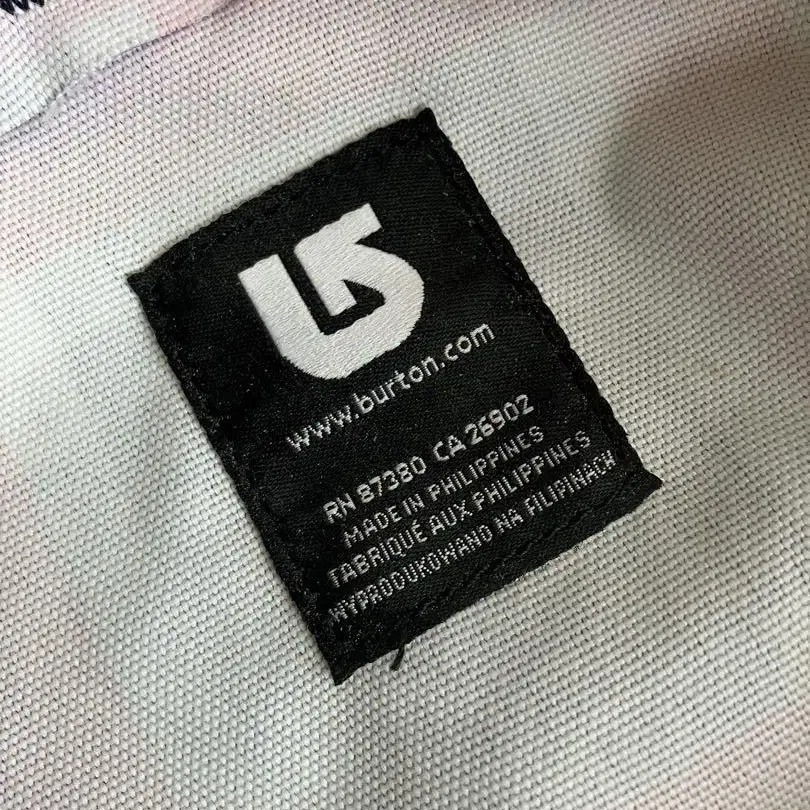 www.burton.com
RN 87380 CA 26902
MADE IN PHILIPPINES
FABRIQUÉ AUX PHILIPPINES
WYPRODUKOWANO NA FILIPINACH